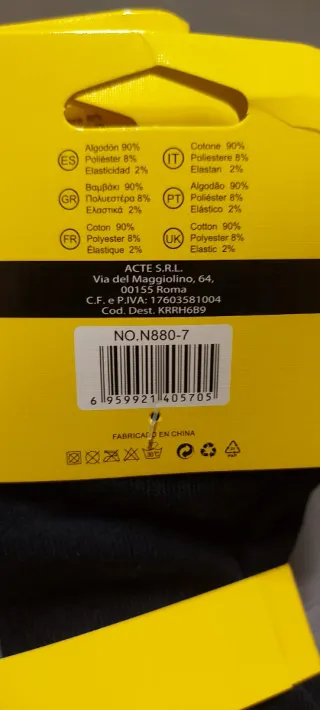 ES
Algodón 90%
Poliéster 8%
Elasticidad 2%
IT
Cotone 90%
Poliestere 8%
Elastan 2%
GR
Βαμβάκι 90%
Πολυεστέρα 8%
Ελαστικά 2%
PT
Algodão 90%
Poliéster 8%
Elástico 2%
FR
Coton 90%
Polyester 8%
Élastique 2%
UK
Cotton 90%
Polyester 8%
Elastic 2%
ACTE S.R.L.
Via del Maggiolino, 64,
00155 Roma
C.F. e P.IVA: 17603581004
Cod. Dest. KRRH6B9
NO.N880-7
6 959921 405705
FABRICADO EN CHINA
30°C